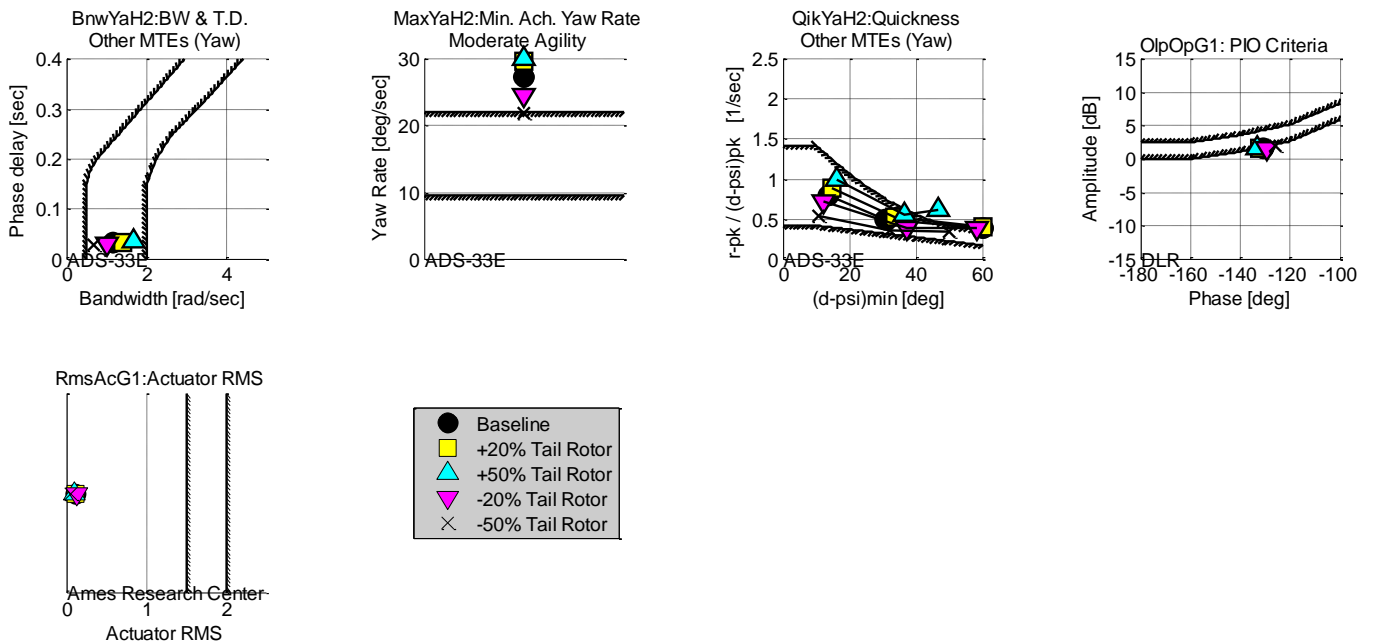 BnwYaH2:BW & T.D.
Other MTEs (Yaw)
0.4
0.3
0.2
0.1
0
Phase delay [sec]
ADS-33E
0 2 4
Bandwidth [rad/sec]
MaxYaH2:Min. Ach. Yaw Rate
Moderate Agility
30
20
10
0
Yaw Rate [deg/sec]
ADS-33E
QikYaH2:Quickness
Other MTEs (Yaw)
2.5
2
1.5
1
0.5
0
r-pk / (d-psi)pk [1/sec]
ADS-33E
0 20 40 60
(d-psi)min [deg]
OlpOpG1: PIO Criteria
15
10
5
0
-5
-10
-15
Amplitude [dB]
DLR
-180 -160 -140 -120 -100
Phase [deg]
RmsAcG1:Actuator RMS
Ames Research Center
0 1 2
Actuator RMS
Baseline
+20% Tail Rotor
+50% Tail Rotor
-20% Tail Rotor
-50% Tail Rotor